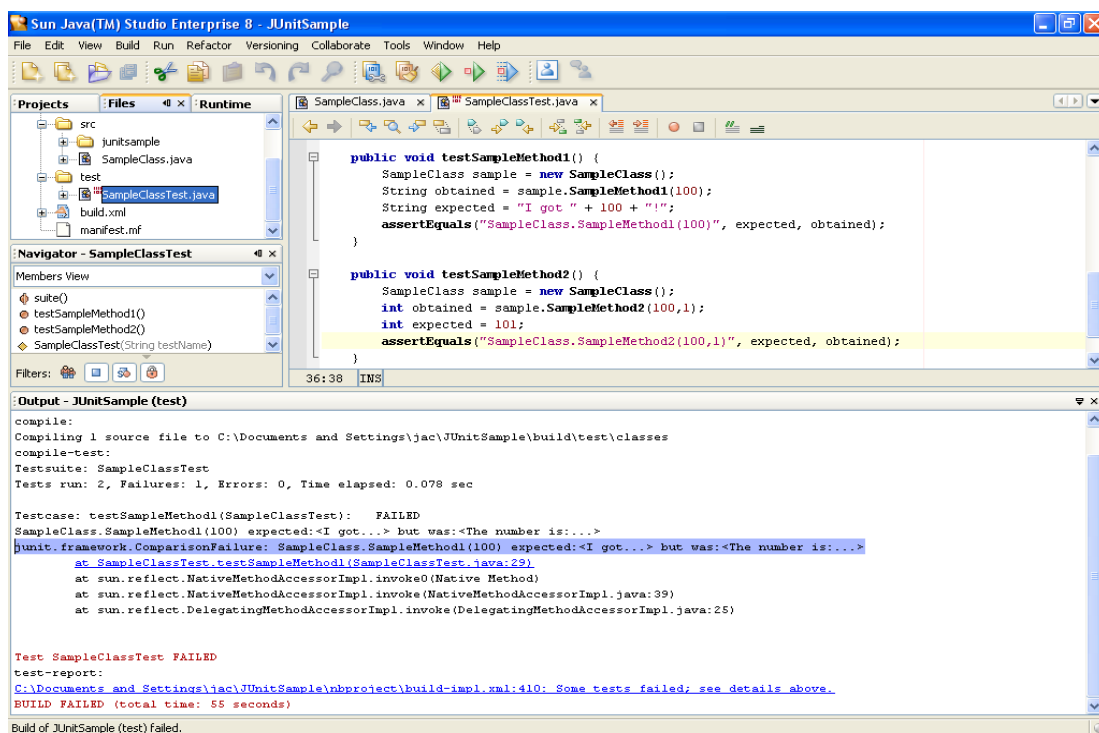 Sun Java(TM) Studio Enterprise 8 - JUnitSample
File Edit View Build Run Refactor Versioning Collaborate Tools Window Help
Projects Files Runtime
src
junitsample
SampleClass.java
test
SampleClassTest.java
build.xml
manifest.mf
Navigator - SampleClassTest
Members View
suite()
testSampleMethod1()
testSampleMethod2()
SampleClassTest(String testName)
Filters:
SampleClass.java SampleClassTest.java
public void testSampleMethod1() {
SampleClass sample = new SampleClass();
String obtained = sample.SampleMethod1(100);
String expected = "I got " + 100 + "!";
assertEquals("SampleClass.SampleMethod1(100)", expected, obtained);
}
public void testSampleMethod2() {
SampleClass sample = new SampleClass();
int obtained = sample.SampleMethod2(100,1);
int expected = 101;
assertEquals("SampleClass.SampleMethod2(100,1)", expected, obtained);
}
36:38 INS
Output - JUnitSample (test)
compile:
Compiling 1 source file to C:\Documents and Settings\jac\JUnitSample\build\test\classes
compile-test:
Testsuite: SampleClassTest
Tests run: 2, Failures: 1, Errors: 0, Time elapsed: 0.078 sec
Testcase: testSampleMethod1(SampleClassTest): FAILED
SampleClass.SampleMethod1(100) expected:<I got...> but was:<The number is:...>
junit.framework.ComparisonFailure: SampleClass.SampleMethod1(100) expected:<I got...> but was:<The number is:...>
at SampleClassTest.testSampleMethod1(SampleClassTest.java:29)
at sun.reflect.NativeMethodAccessorImpl.invoke0(Native Method)
at sun.reflect.NativeMethodAccessorImpl.invoke(NativeMethodAccessorImpl.java:39)
at sun.reflect.DelegatingMethodAccessorImpl.invoke(DelegatingMethodAccessorImpl.java:25)
Test SampleClassTest FAILED
test-report:
C:\Documents and Settings\jac\JUnitSample\nbproject\build-impl.xml:410: Some tests failed; see details above.
BUILD FAILED (total time: 55 seconds)
Build of JUnitSample (test) failed.